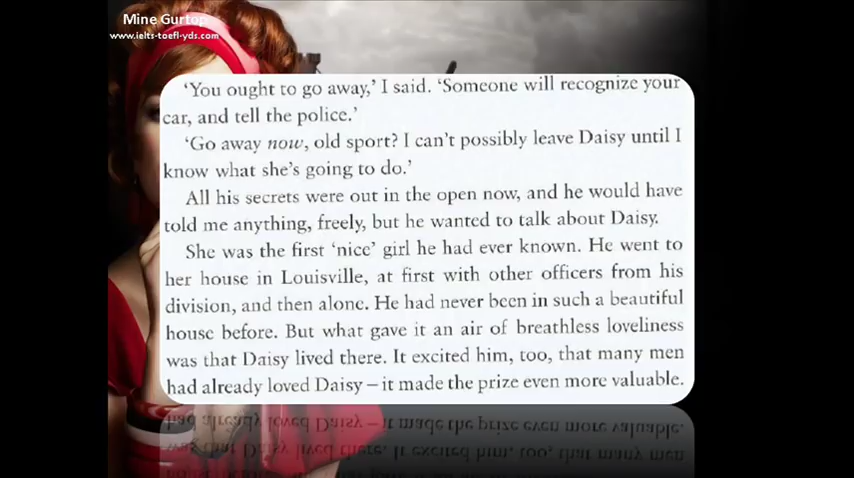 Mine Gurtop
www.ielts-toefl-yds.com
‘You ought to go away,’ I said. ‘Someone will recognize your
car, and tell the police.’
‘Go away now, old sport? I can’t possibly leave Daisy until I
know what she’s going to do.’
All his secrets were out in the open now, and he would have
told me anything, freely, but he wanted to talk about Daisy.
She was the first ‘nice’ girl he had ever known. He went to
her house in Louisville, at first with other officers from his
division, and then alone. He had never been in such a beautiful
house before. But what gave it an air of breathless loveliness
was that Daisy lived there. It excited him, too, that many men
had already loved Daisy – it made the prize even more valuable.